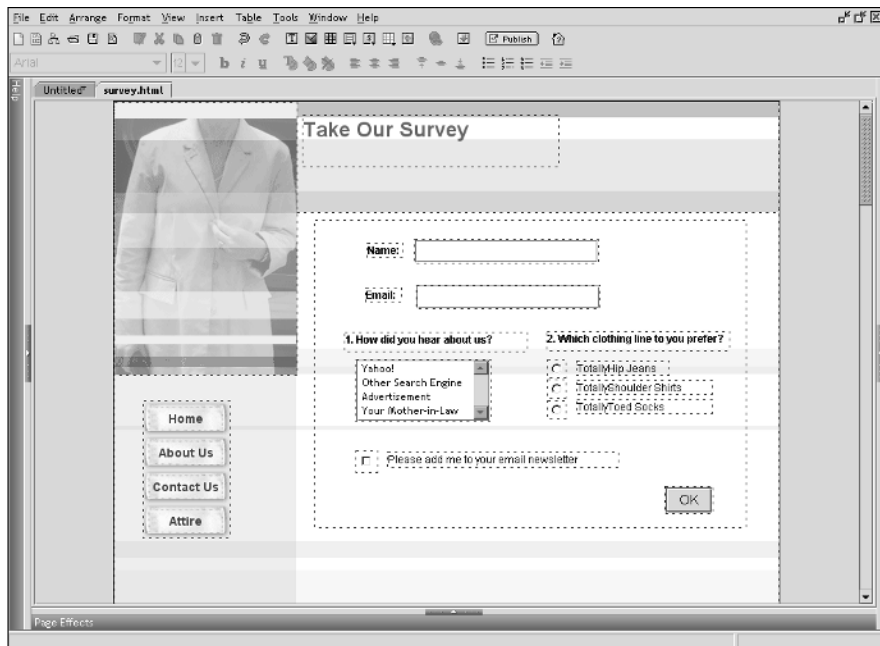 File Edit Arrange Format View Insert Table Tools Window Help
Publish
Arial 12 b i u
Help
Untitled* survey.html
Take Our Survey
Name:
Email:
1. How did you hear about us?
Yahoo!
Other Search Engine
Advertisement
Your Mother-in-Law
2. Which clothing line to you prefer?
TotallyHip Jeans
TotallyShoulder Shirts
TotallyToed Socks
Please add me to your email newsletter
OK
Home
About Us
Contact Us
Attire
Page Effects